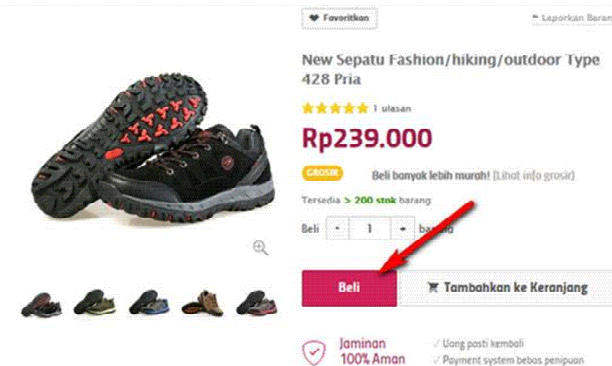 Favoritkan
Laporkan Baran
New Sepatu Fashion/hiking/outdoor Type
428 Pria
1 ulasan
Rp239.000
GROSIR Beli banyak lebih murah! (Lihat info grosir)
Tersedia > 200 stok barang
Beli - 1 + barang
Beli Tambahkan ke Keranjang
Jaminan
100% Aman
Uang pasti kembali
Payment system bebas penipuan